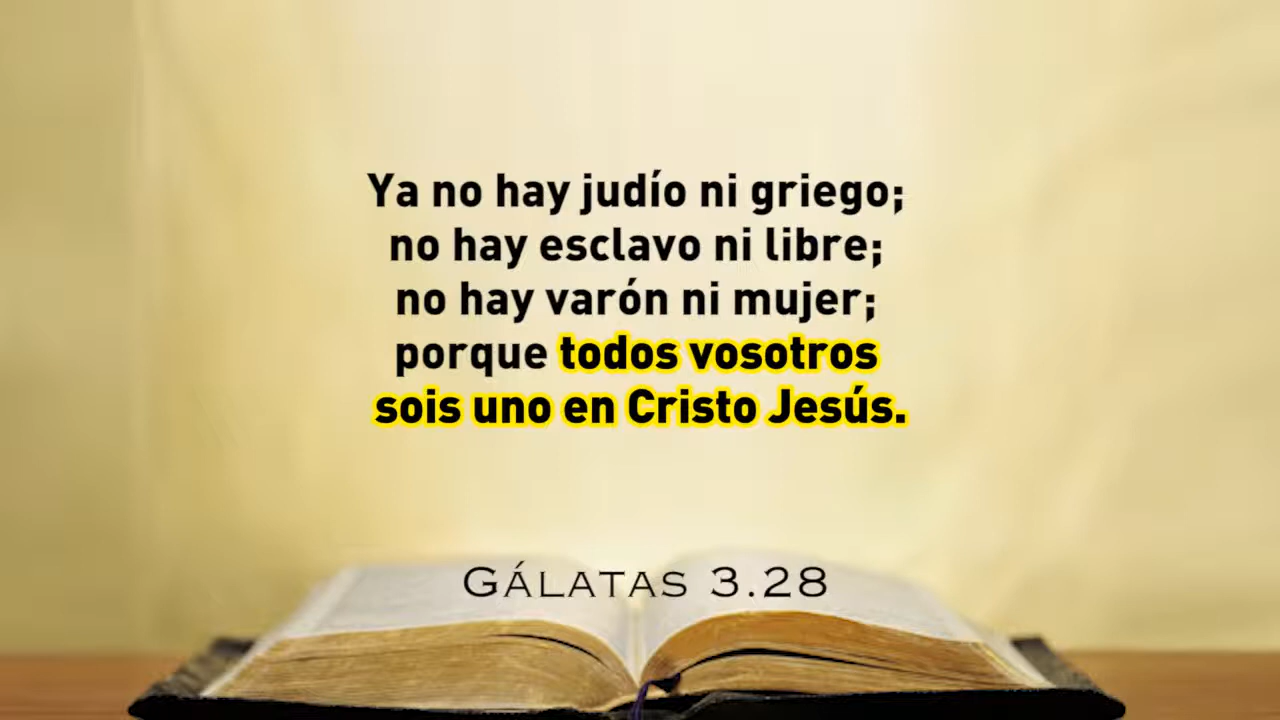 Ya no hay judío ni griego;
no hay esclavo ni libre;
no hay varón ni mujer;
porque todos vosotros
sois uno en Cristo Jesús.
GÁLATAS 3.28